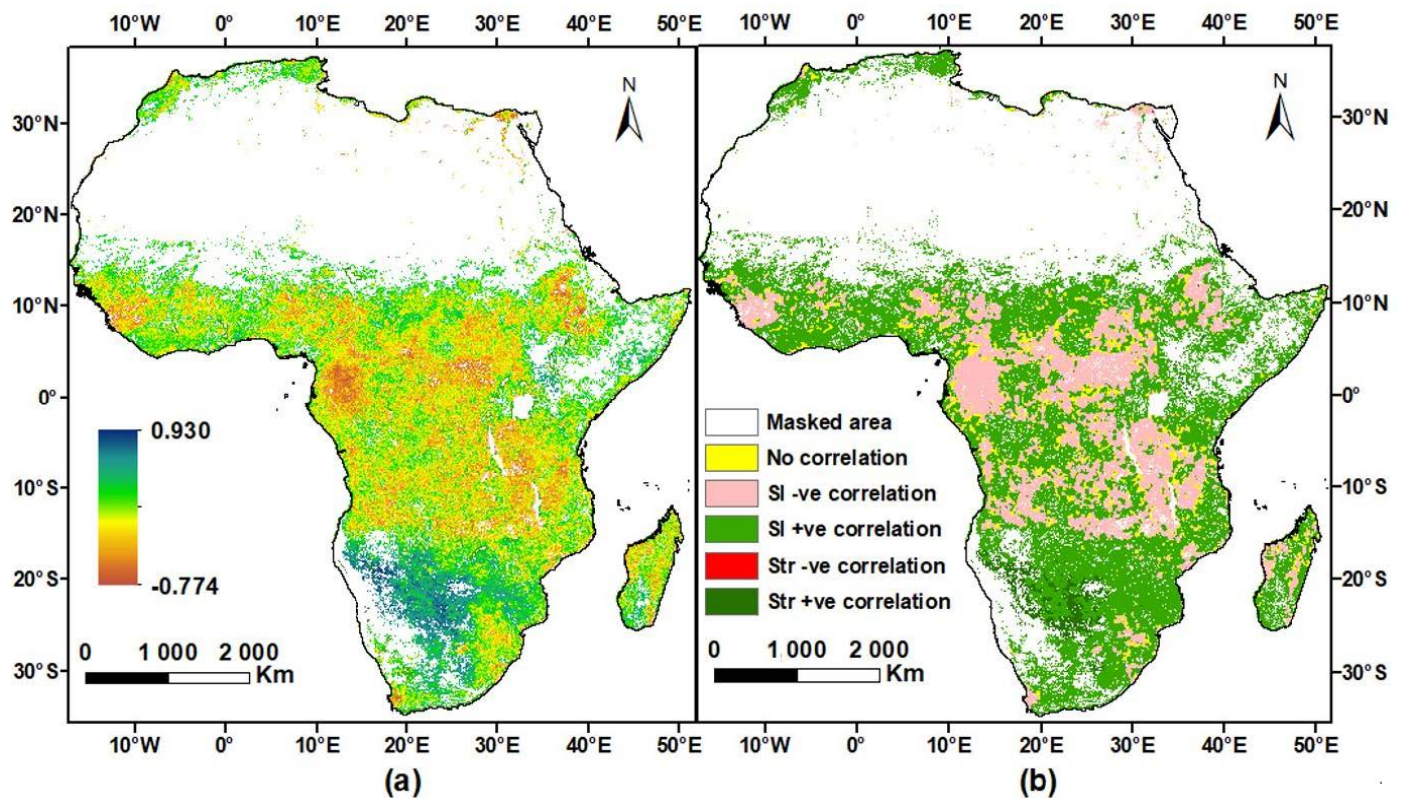 10°W 0° 10°E 20°E 30°E 40°E 50°E
10°W 0° 10°E 20°E 30°E 40°E 50°E
N
N
30°N
30°N
20°N
20°N
10°N
10°N
0°
0°
10°S
10°S
20°S
20°S
30°S
30°S
0.930
-0.774
0 1 000 2 000
Km
Masked area
No correlation
Sl -ve correlation
Sl +ve correlation
Str -ve correlation
Str +ve correlation
0 1 000 2 000
Km
10°W 0° 10°E 20°E 30°E 40°E 50°E
10°W 0° 10°E 20°E 30°E 40°E 50°E
(a)
(b)